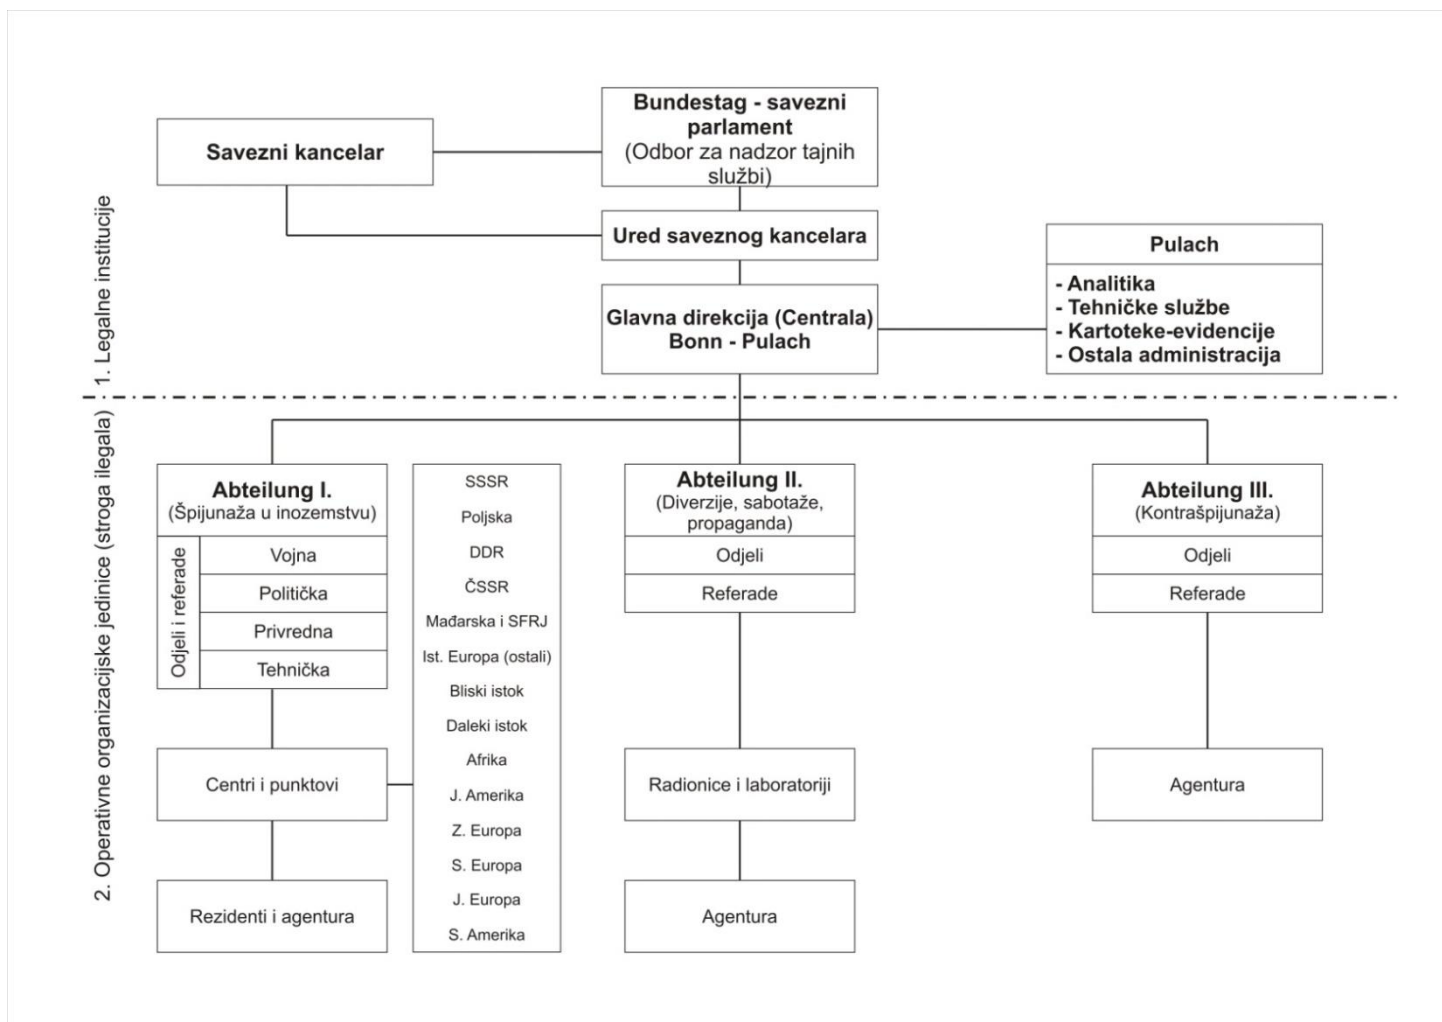 Bundestag - savezni
parlament
(Odbor za nadzor tajnih
službi)
Savezni kancelar
Ured saveznog kancelara
Glavna direkcija (Centrala)
Bonn - Pulach
Pulach
- Analitika
- Tehničke službe
- Kartoteke-evidencije
- Ostala administracija
1. Legalne institucije
2. Operativne organizacijske jedinice (stroga ilegala)
Abteilung I.
(Špijunaža u inozemstvu)
Odjeli i referade
Vojna
Politička
Privredna
Tehnička
Centri i punktovi
Rezidenti i agentura
SSSR
Poljska
DDR
ČSSR
Mađarska i SFRJ
Ist. Europa (ostali)
Bliski istok
Daleki istok
Afrika
J. Amerika
Z. Europa
S. Europa
J. Europa
S. Amerika
Abteilung II.
(Diverzije, sabotaže,
propaganda)
Odjeli
Referade
Radionice i laboratoriji
Agentura
Abteilung III.
(Kontrašpijunaža)
Odjeli
Referade
Agentura